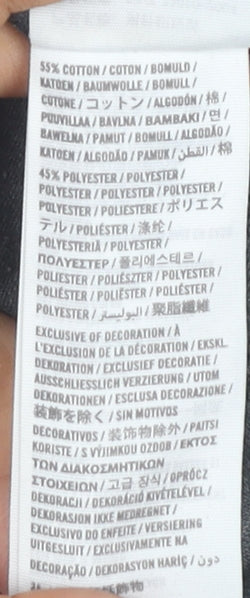 55% COTTON / COTON / BOMULD /
KATOEN / BAUMWOLLE / BOMULL /
COTONE / コットン / ALGODÓN / 棉 /
PUUVILLAA / BAVLNA / BAMBAKI / 면 /
BAWEŁNA / PAMUT / BOMULL / ALGODÃO /
KATOEN / ALGODÃO / PAMUK / القطن / 棉
45% POLYESTER / POLYESTER /
POLYESTER / POLYESTER / POLYESTER /
POLYESTER / POLIESTERE / ポリエス
テル / POLIÉSTER / 涤纶 /
POLYESTERIÄ / POLYESTER /
ΠΟΛΥΕΣΤΕΡ / 폴리에스테르 /
POLIESTER / POLIÉSZTER / POLYESTER /
POLIÉSTER / POLIÉSTER / POLIÉSTER /
POLYESTER / البوليستر / 聚脂纖維
EXCLUSIVE OF DECORATION / À
L'EXCLUSION DE LA DÉCORATION / EKSKL.
DEKORATION / EXCLUSIEF DECORATIE /
AUSSCHLIESSLICH VERZIERUNG / UTOM
DEKORATIONEN / ESCLUSA DECORAZIONE /
装飾を除く / SIN MOTIVOS
DECORATIVOS / 装饰物除外 / PAITSI
KORISTE / S VÝJIMKOU OZDOB / ΕΚΤΟΣ
ΤΩΝ ΔΙΑΚΟΣΜΗΤΙΚΩΝ
ΣΤΟΙΧΕΙΩΝ / 고급 장식 / OPRÓCZ
DEKORACJI / DEKORÁCIÓ KIVÉTELÉVEL /
DEKORASJON IKKE MEDREGNET /
EXCLUSIVO DO ENFEITE / VERSIERING
UITGESLUIT / EXCLUSIVAMENTE NA
DECORAÇÃO / DEKORASYON HARİÇ / دون
飾物